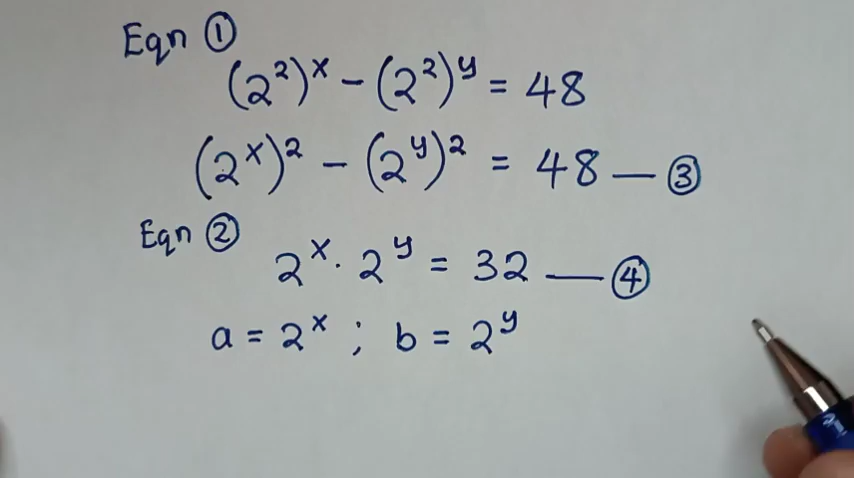 Eqn ①
(2²)ˣ − (2²)ʸ = 48
(2ˣ)² − (2ʸ)² = 48 — ③
Eqn ②
2ˣ · 2ʸ = 32 — ④
a = 2ˣ ; b = 2ʸ